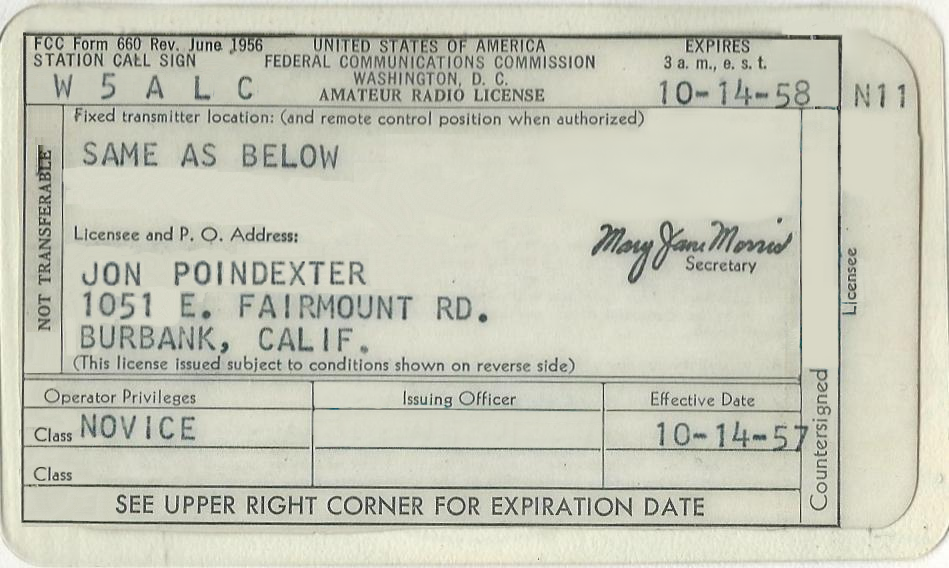 FCC Form 660 Rev. June 1956 UNITED STATES OF AMERICA EXPIRES
STATION CALL SIGN FEDERAL COMMUNICATIONS COMMISSION 3 a. m., e. s. t.
WASHINGTON, D. C.
W 5 A L C AMATEUR RADIO LICENSE 10-14-58 N11
Fixed transmitter location: (and remote control position when authorized)
SAME AS BELOW
NOT TRANSFERABLE
Licensee and P. O. Address:
Mary Jane Morris
Secretary
JON POINDEXTER
1051 E. FAIRMOUNT RD.
BURBANK, CALIF.
(This license issued subject to conditions shown on reverse side)
Licensee
Countersigned
Operator Privileges Issuing Officer Effective Date
Class NOVICE 10-14-57
Class
SEE UPPER RIGHT CORNER FOR EXPIRATION DATE